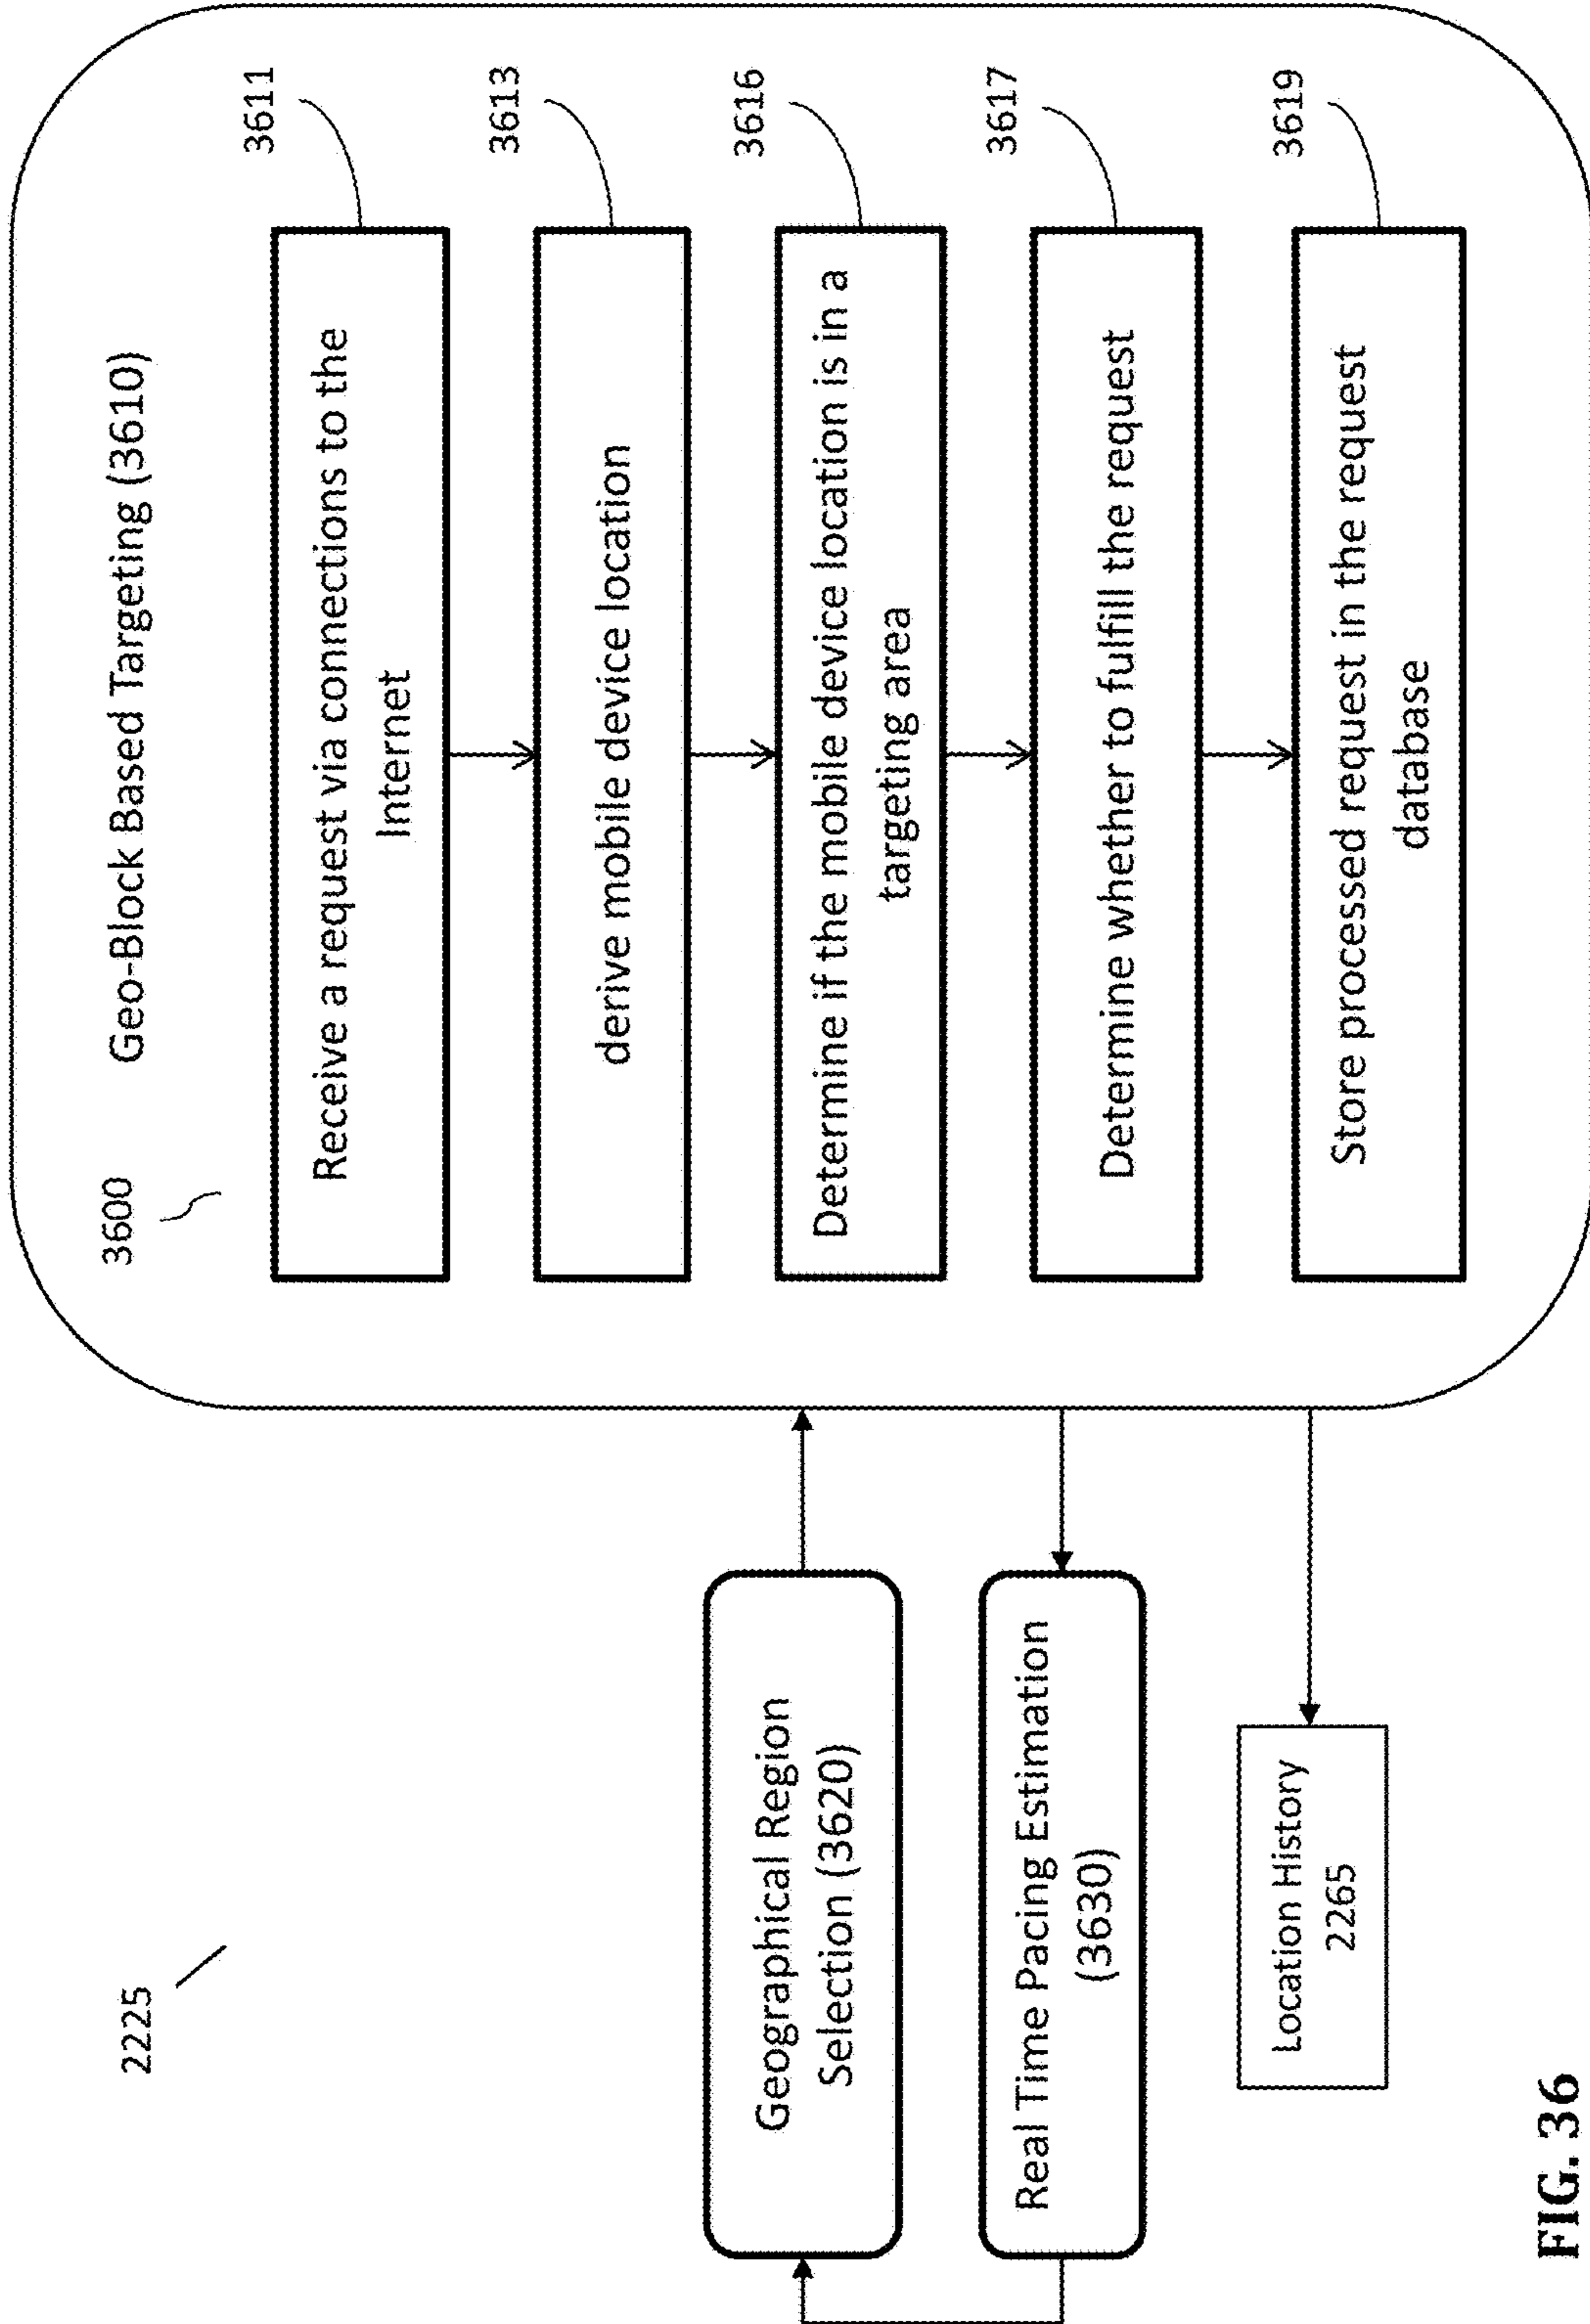 2225
3600
Geo-Block Based Targeting (3610)
Receive a request via connections to the
Internet
3611
derive mobile device location
3613
Determine if the mobile device location is in a
targeting area
3616
Determine whether to fulfill the request
3617
Store processed request in the request
database
3619
Geographical Region
Selection (3620)
Real Time Pacing Estimation
(3630)
Location History
2265
FIG. 36